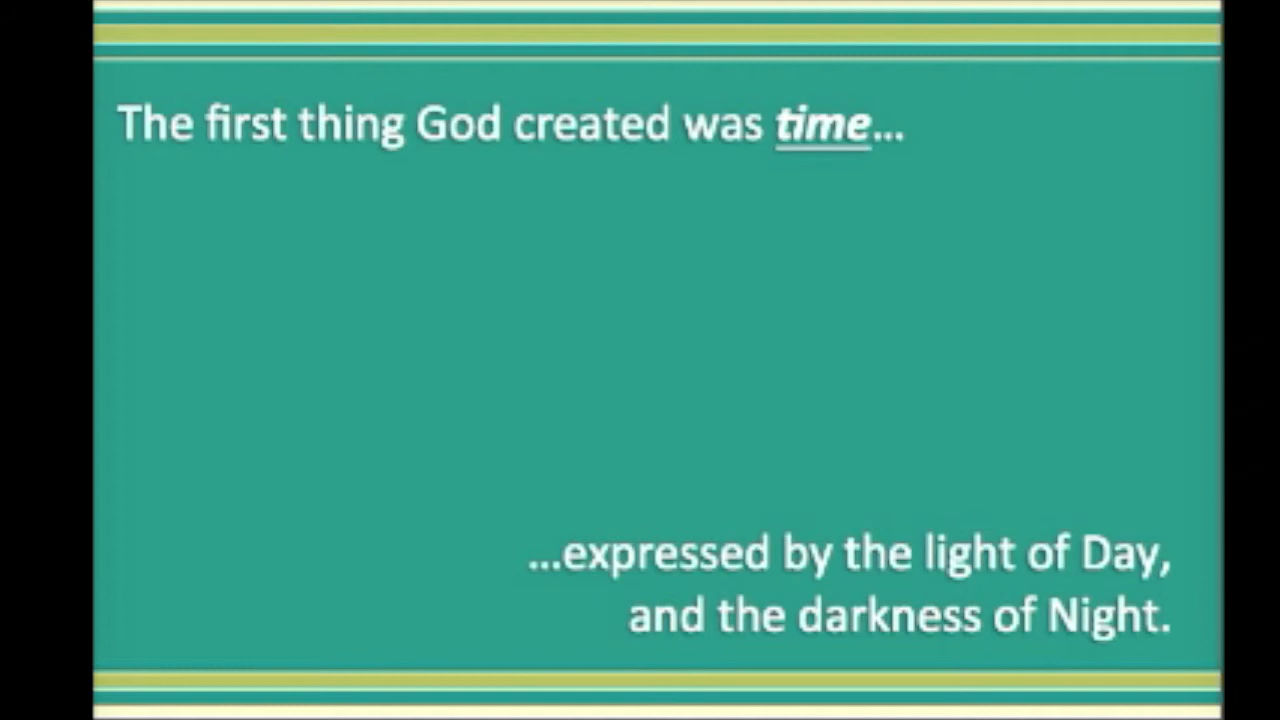 The first thing God created was time...
...expressed by the light of Day,
and the darkness of Night.